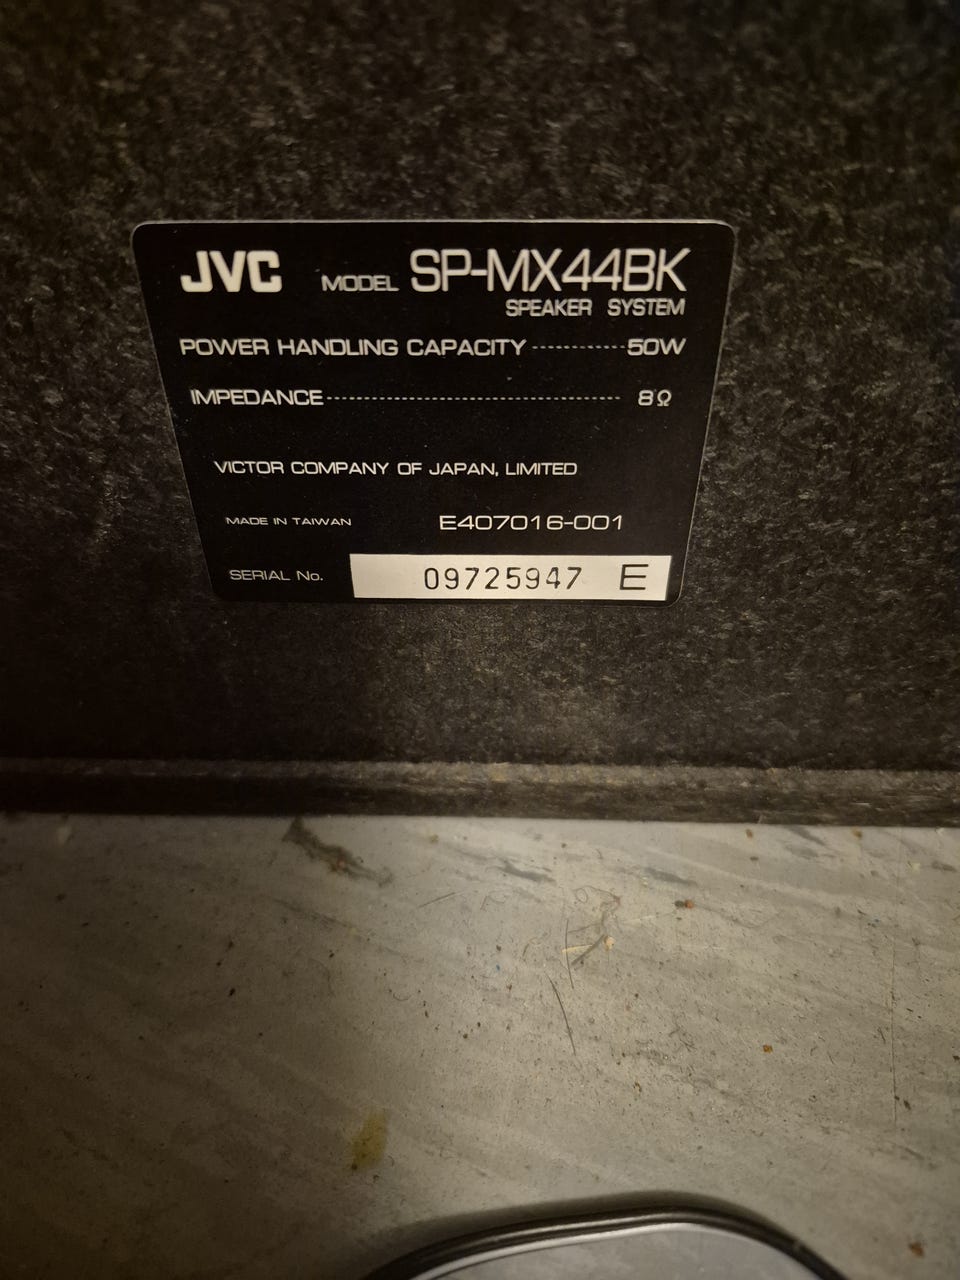 JVC MODEL SP-MX44BK
SPEAKER SYSTEM
POWER HANDLING CAPACITY ---------- 50W
IMPEDANCE ---------------------------------------- 8Ω
VICTOR COMPANY OF JAPAN, LIMITED
MADE IN TAIWAN E407016-001
SERIAL No. 09725947 E